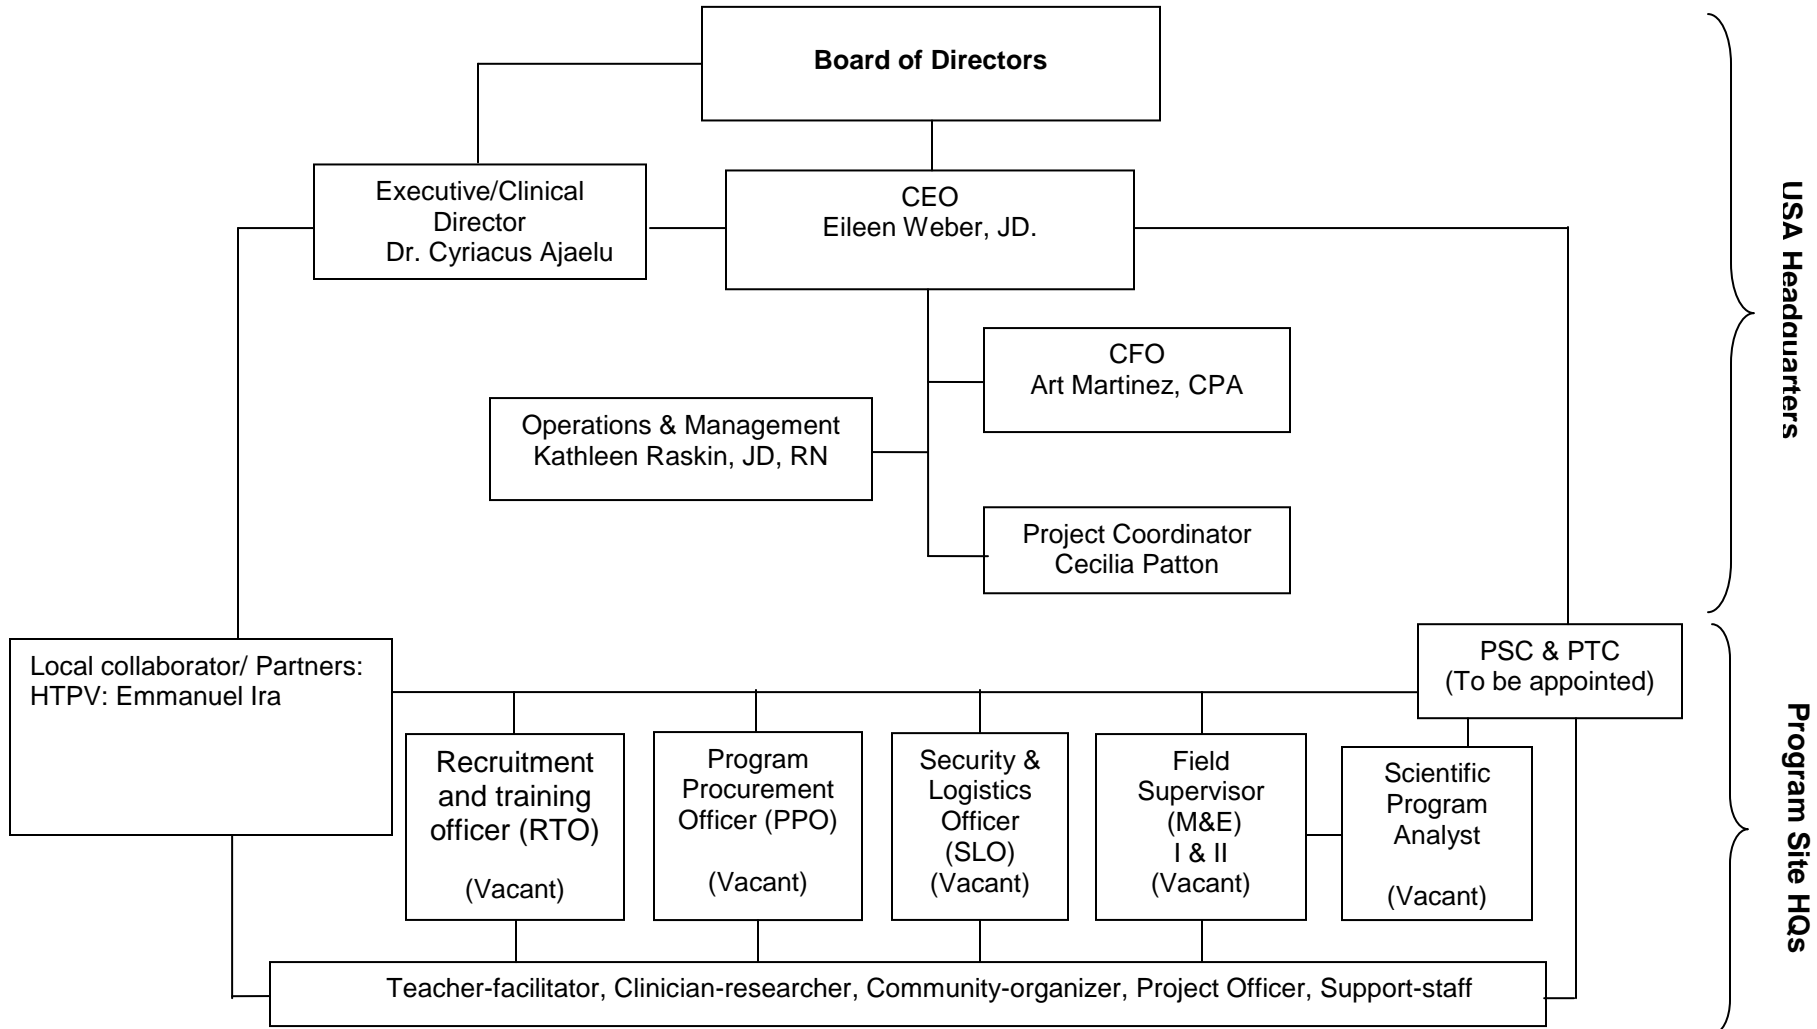 Board of Directors
Executive/Clinical
Director
Dr. Cyriacus Ajaelu
CEO
Eileen Weber, JD.
CFO
Art Martinez, CPA
Operations & Management
Kathleen Raskin, JD, RN
Project Coordinator
Cecilia Patton
USA Headquarters
Local collaborator/ Partners:
HTPV: Emmanuel Ira
PSC & PTC
(To be appointed)
Recruitment
and training
officer (RTO)
(Vacant)
Program
Procurement
Officer (PPO)
(Vacant)
Security &
Logistics
Officer
(SLO)
(Vacant)
Field
Supervisor
(M&E)
I & II
(Vacant)
Scientific
Program
Analyst
(Vacant)
Program Site HQs
Teacher-facilitator, Clinician-researcher, Community-organizer, Project Officer, Support-staff